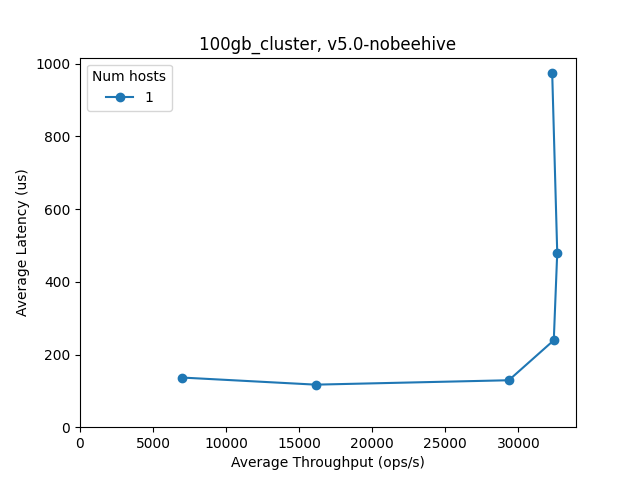 100gb_cluster, v5.0-nobeehive
Num hosts
1
1000
800
600
400
200
0
Average Latency (us)
0 5000 10000 15000 20000 25000 30000
Average Throughput (ops/s)